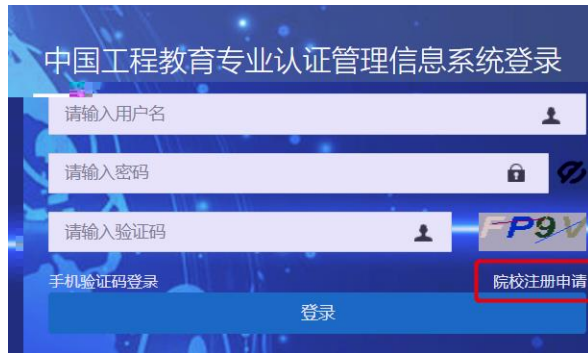 中国工程教育专业认证管理信息系统登录
请输入用户名
请输入密码
请输入验证码
FP9V
手机验证码登录
院校注册申请
登录